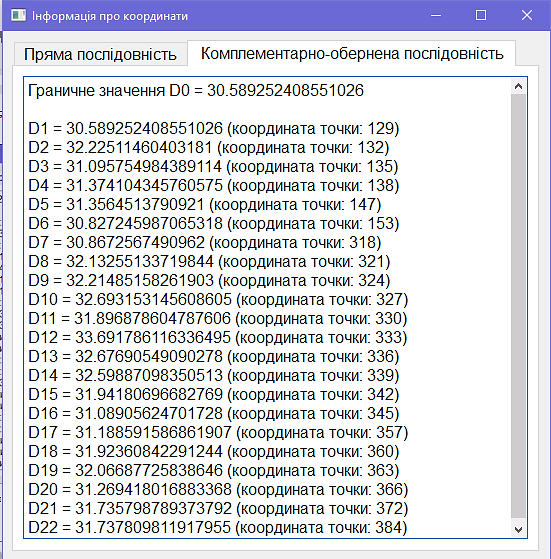 Інформація про координати
Пряма послідовність
Комплементарно-обернена послідовність
Граничне значення D0 = 30.589252408551026
D1 = 30.589252408551026 (координата точки: 129)
D2 = 32.22511460403181 (координата точки: 132)
D3 = 31.095754984389114 (координата точки: 135)
D4 = 31.374104345760575 (координата точки: 138)
D5 = 31.3564513790921 (координата точки: 147)
D6 = 30.827245987065318 (координата точки: 153)
D7 = 30.8672567490962 (координата точки: 318)
D8 = 32.13255133719844 (координата точки: 321)
D9 = 32.21485158261903 (координата точки: 324)
D10 = 32.693153145608605 (координата точки: 327)
D11 = 31.896878604787606 (координата точки: 330)
D12 = 33.691786116336495 (координата точки: 333)
D13 = 32.67690549090278 (координата точки: 336)
D14 = 32.59887098350513 (координата точки: 339)
D15 = 31.94180696682769 (координата точки: 342)
D16 = 31.08905624701728 (координата точки: 345)
D17 = 31.188591586861907 (координата точки: 357)
D18 = 31.92360842291244 (координата точки: 360)
D19 = 32.06687725838646 (координата точки: 363)
D20 = 31.269418016883368 (координата точки: 366)
D21 = 31.735798789373792 (координата точки: 372)
D22 = 31.737809811917955 (координата точки: 384)